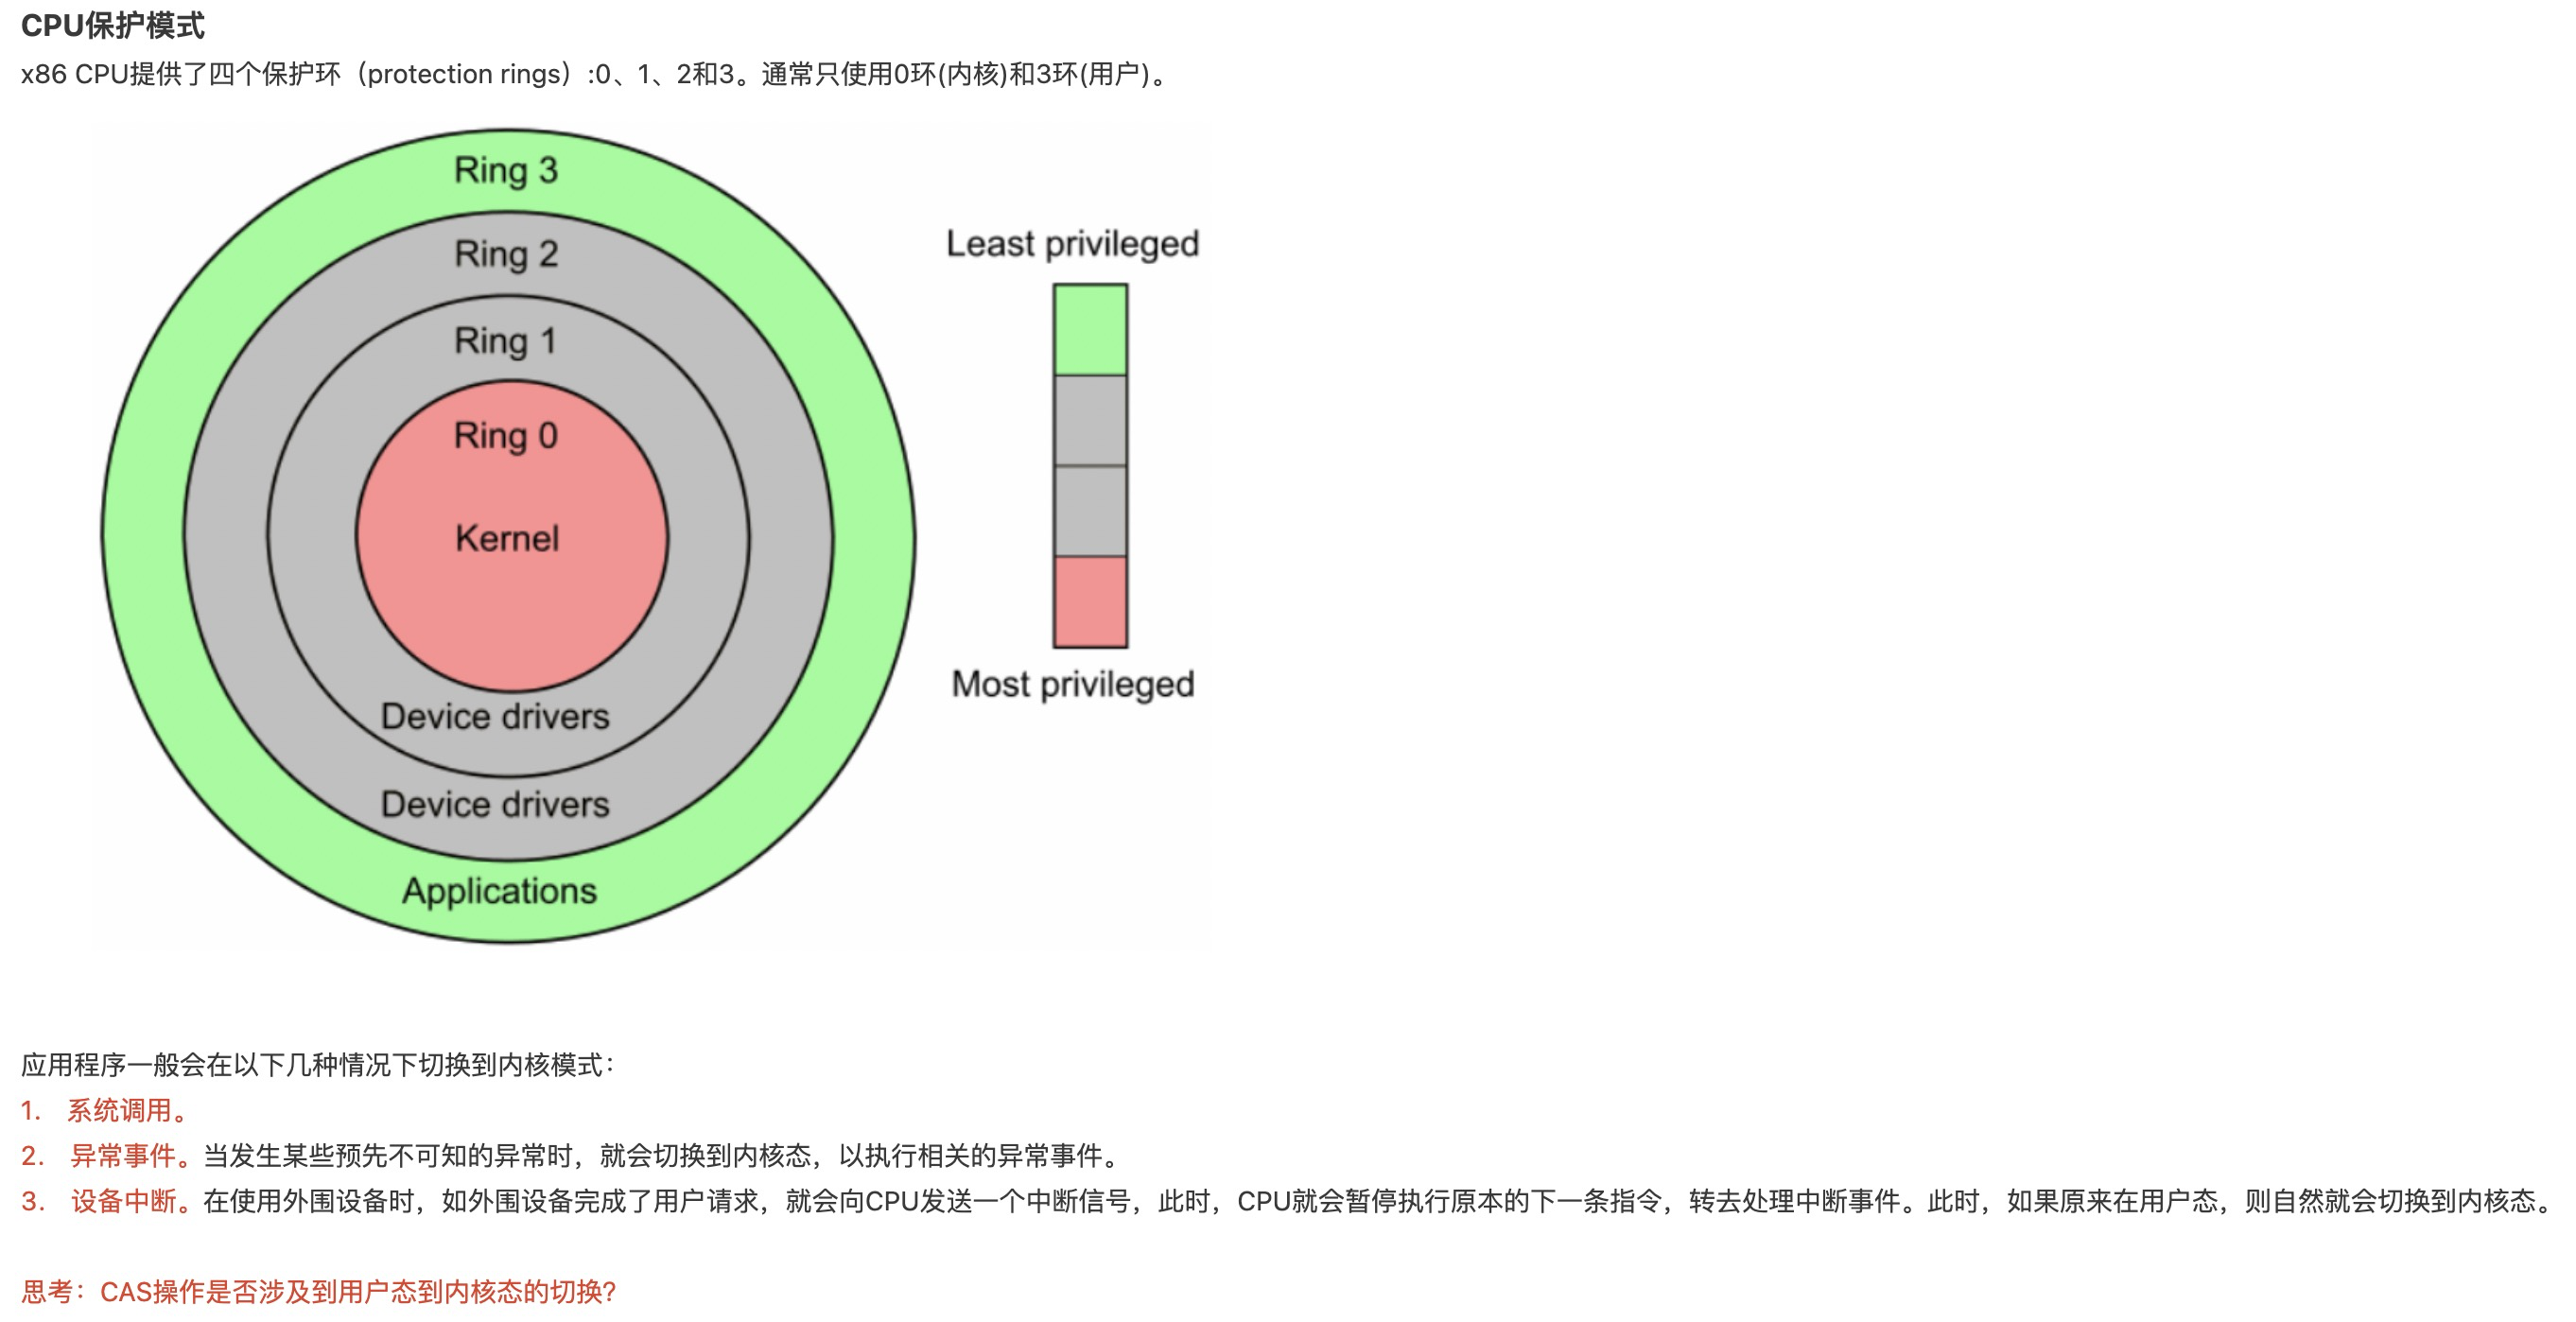 CPU保护模式
x86 CPU提供了四个保护环（protection rings）:0、1、2和3。通常只使用0环(内核)和3环(用户)。
Ring 3
Ring 2
Ring 1
Ring 0
Kernel
Device drivers
Device drivers
Applications
Least privileged
Most privileged
应用程序一般会在以下几种情况下切换到内核模式：
1. 系统调用。
2. 异常事件。当发生某些预先不可知的异常时，就会切换到内核态，以执行相关的异常事件。
3. 设备中断。在使用外围设备时，如外围设备完成了用户请求，就会向CPU发送一个中断信号，此时，CPU就会暂停执行原本的下一条指令，转去处理中断事件。此时，如果原来在用户态，则自然就会切换到内核态。
思考：CAS操作是否涉及到用户态到内核态的切换?